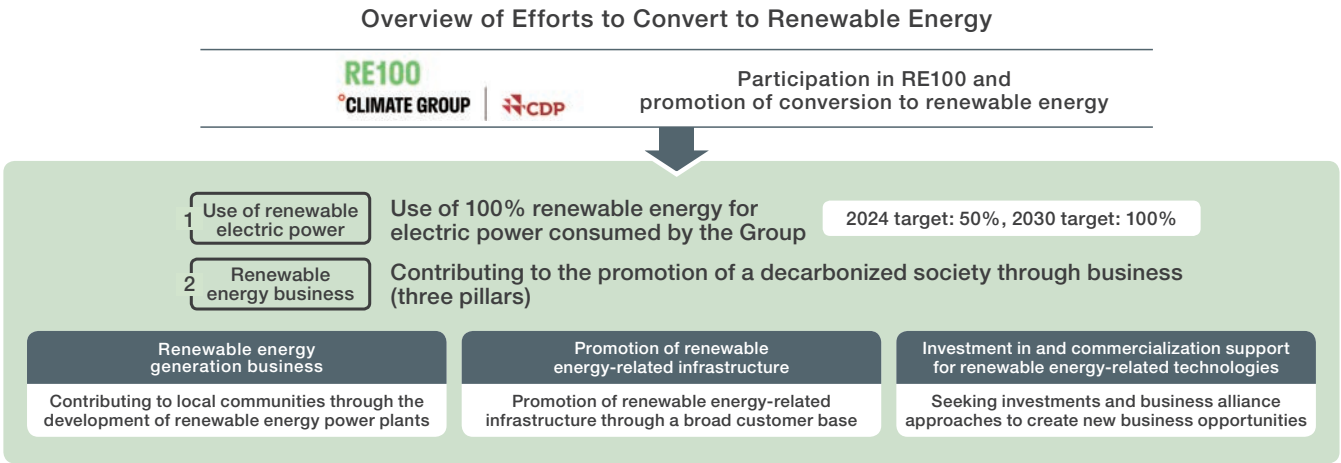 Overview of Efforts to Convert to Renewable Energy
RE100
°CLIMATE GROUP
CDP
Participation in RE100 and
promotion of conversion to renewable energy
1
Use of renewable
electric power
Use of 100% renewable energy for
electric power consumed by the Group
2024 target: 50%, 2030 target: 100%
2
Renewable
energy business
Contributing to the promotion of a decarbonized society through business
(three pillars)
Renewable energy
generation business
Contributing to local communities through the
development of renewable energy power plants
Promotion of renewable
energy-related infrastructure
Promotion of renewable energy-related
infrastructure through a broad customer base
Investment in and commercialization support
for renewable energy-related technologies
Seeking investments and business alliance
approaches to create new business opportunities